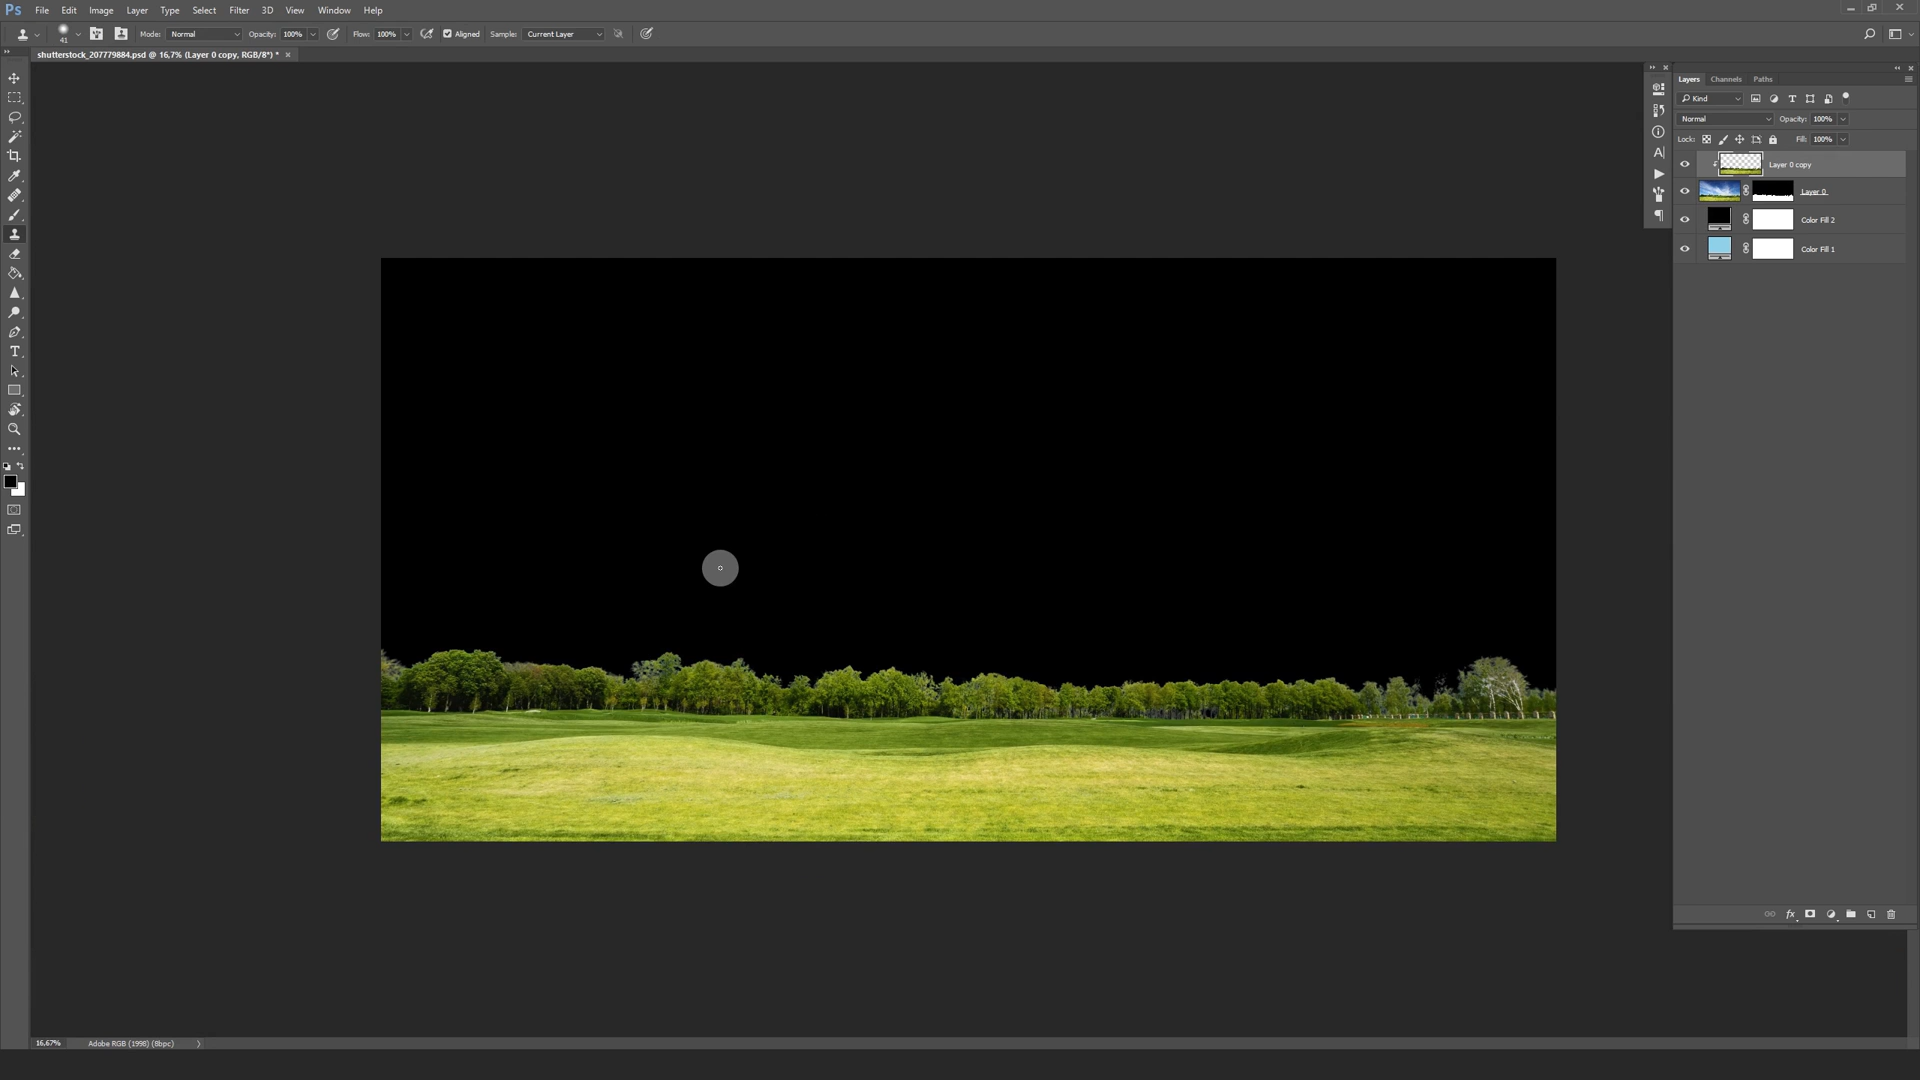 Ps File Edit Image Layer Type Select Filter 3D View Window Help
41 Mode: Normal Opacity: 100% Flow: 100% Aligned Sample: Current Layer
shutterstock_207779884.psd @ 16,7% (Layer 0 copy, RGB/8*) *
Layers Channels Paths
Kind
Normal Opacity: 100%
Lock: Fill: 100%
Layer 0 copy
Layer 0
Color Fill 2
Color Fill 1
fx
16.67% Adobe RGB (1998) (8bpc)